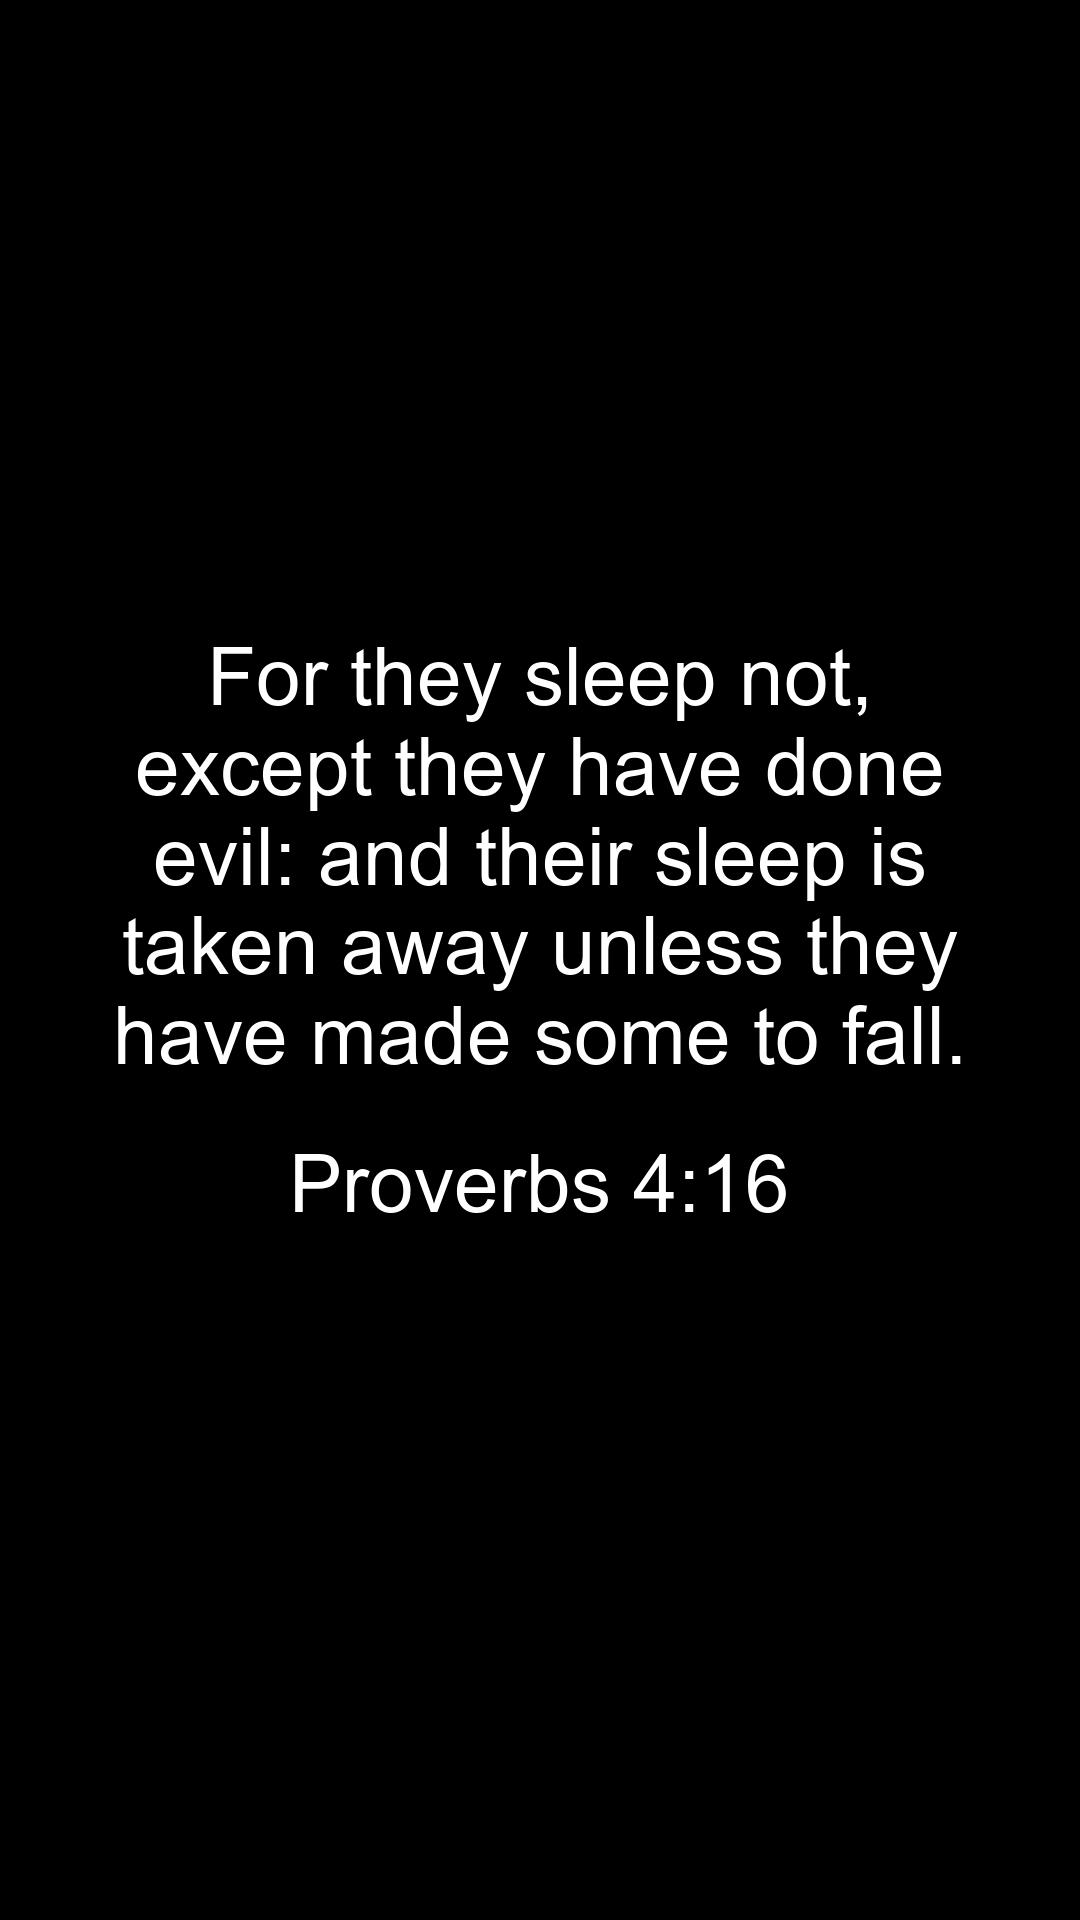 For they sleep not,
except they have done
evil: and their sleep is
taken away unless they
have made some to fall.
Proverbs 4:16